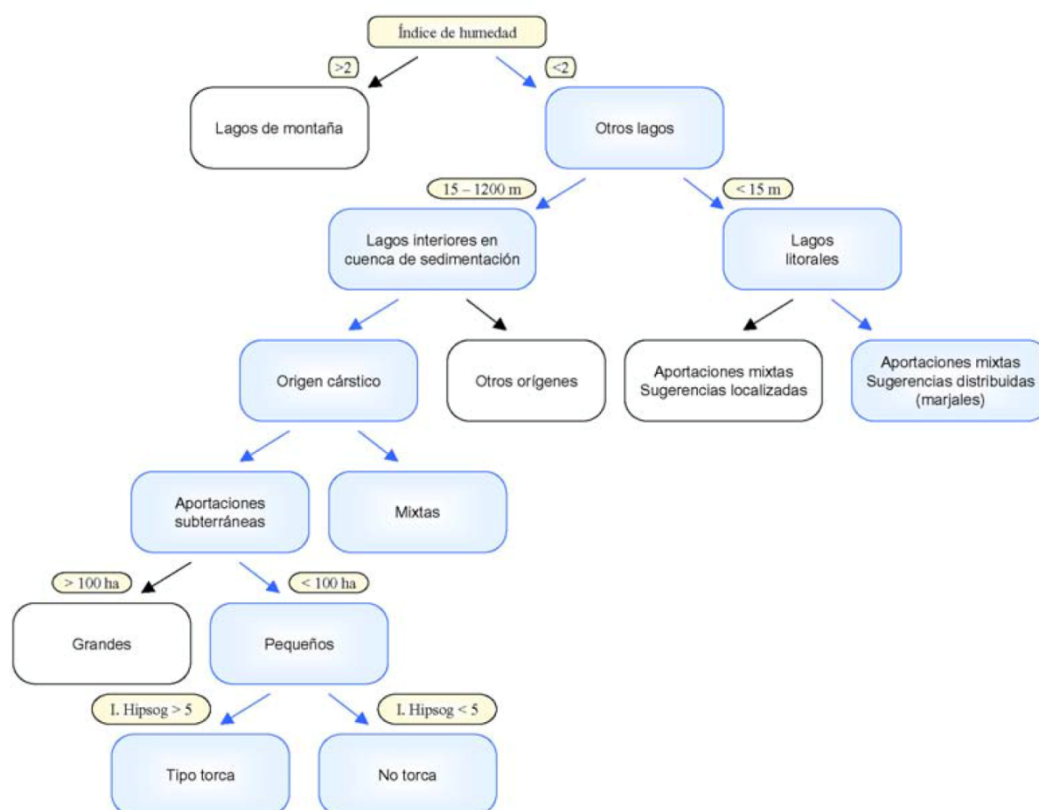 Índice de humedad
>2
<2
Lagos de montaña
Otros lagos
15 – 1200 m
< 15 m
Lagos interiores en
cuenca de sedimentación
Lagos
litorales
Origen cárstico
Otros orígenes
Aportaciones mixtas
Sugerencias localizadas
Aportaciones mixtas
Sugerencias distribuidas
(marjales)
Aportaciones
subterráneas
Mixtas
> 100 ha
< 100 ha
Grandes
Pequeños
I. Hipsog > 5
I. Hipsog < 5
Tipo torca
No torca